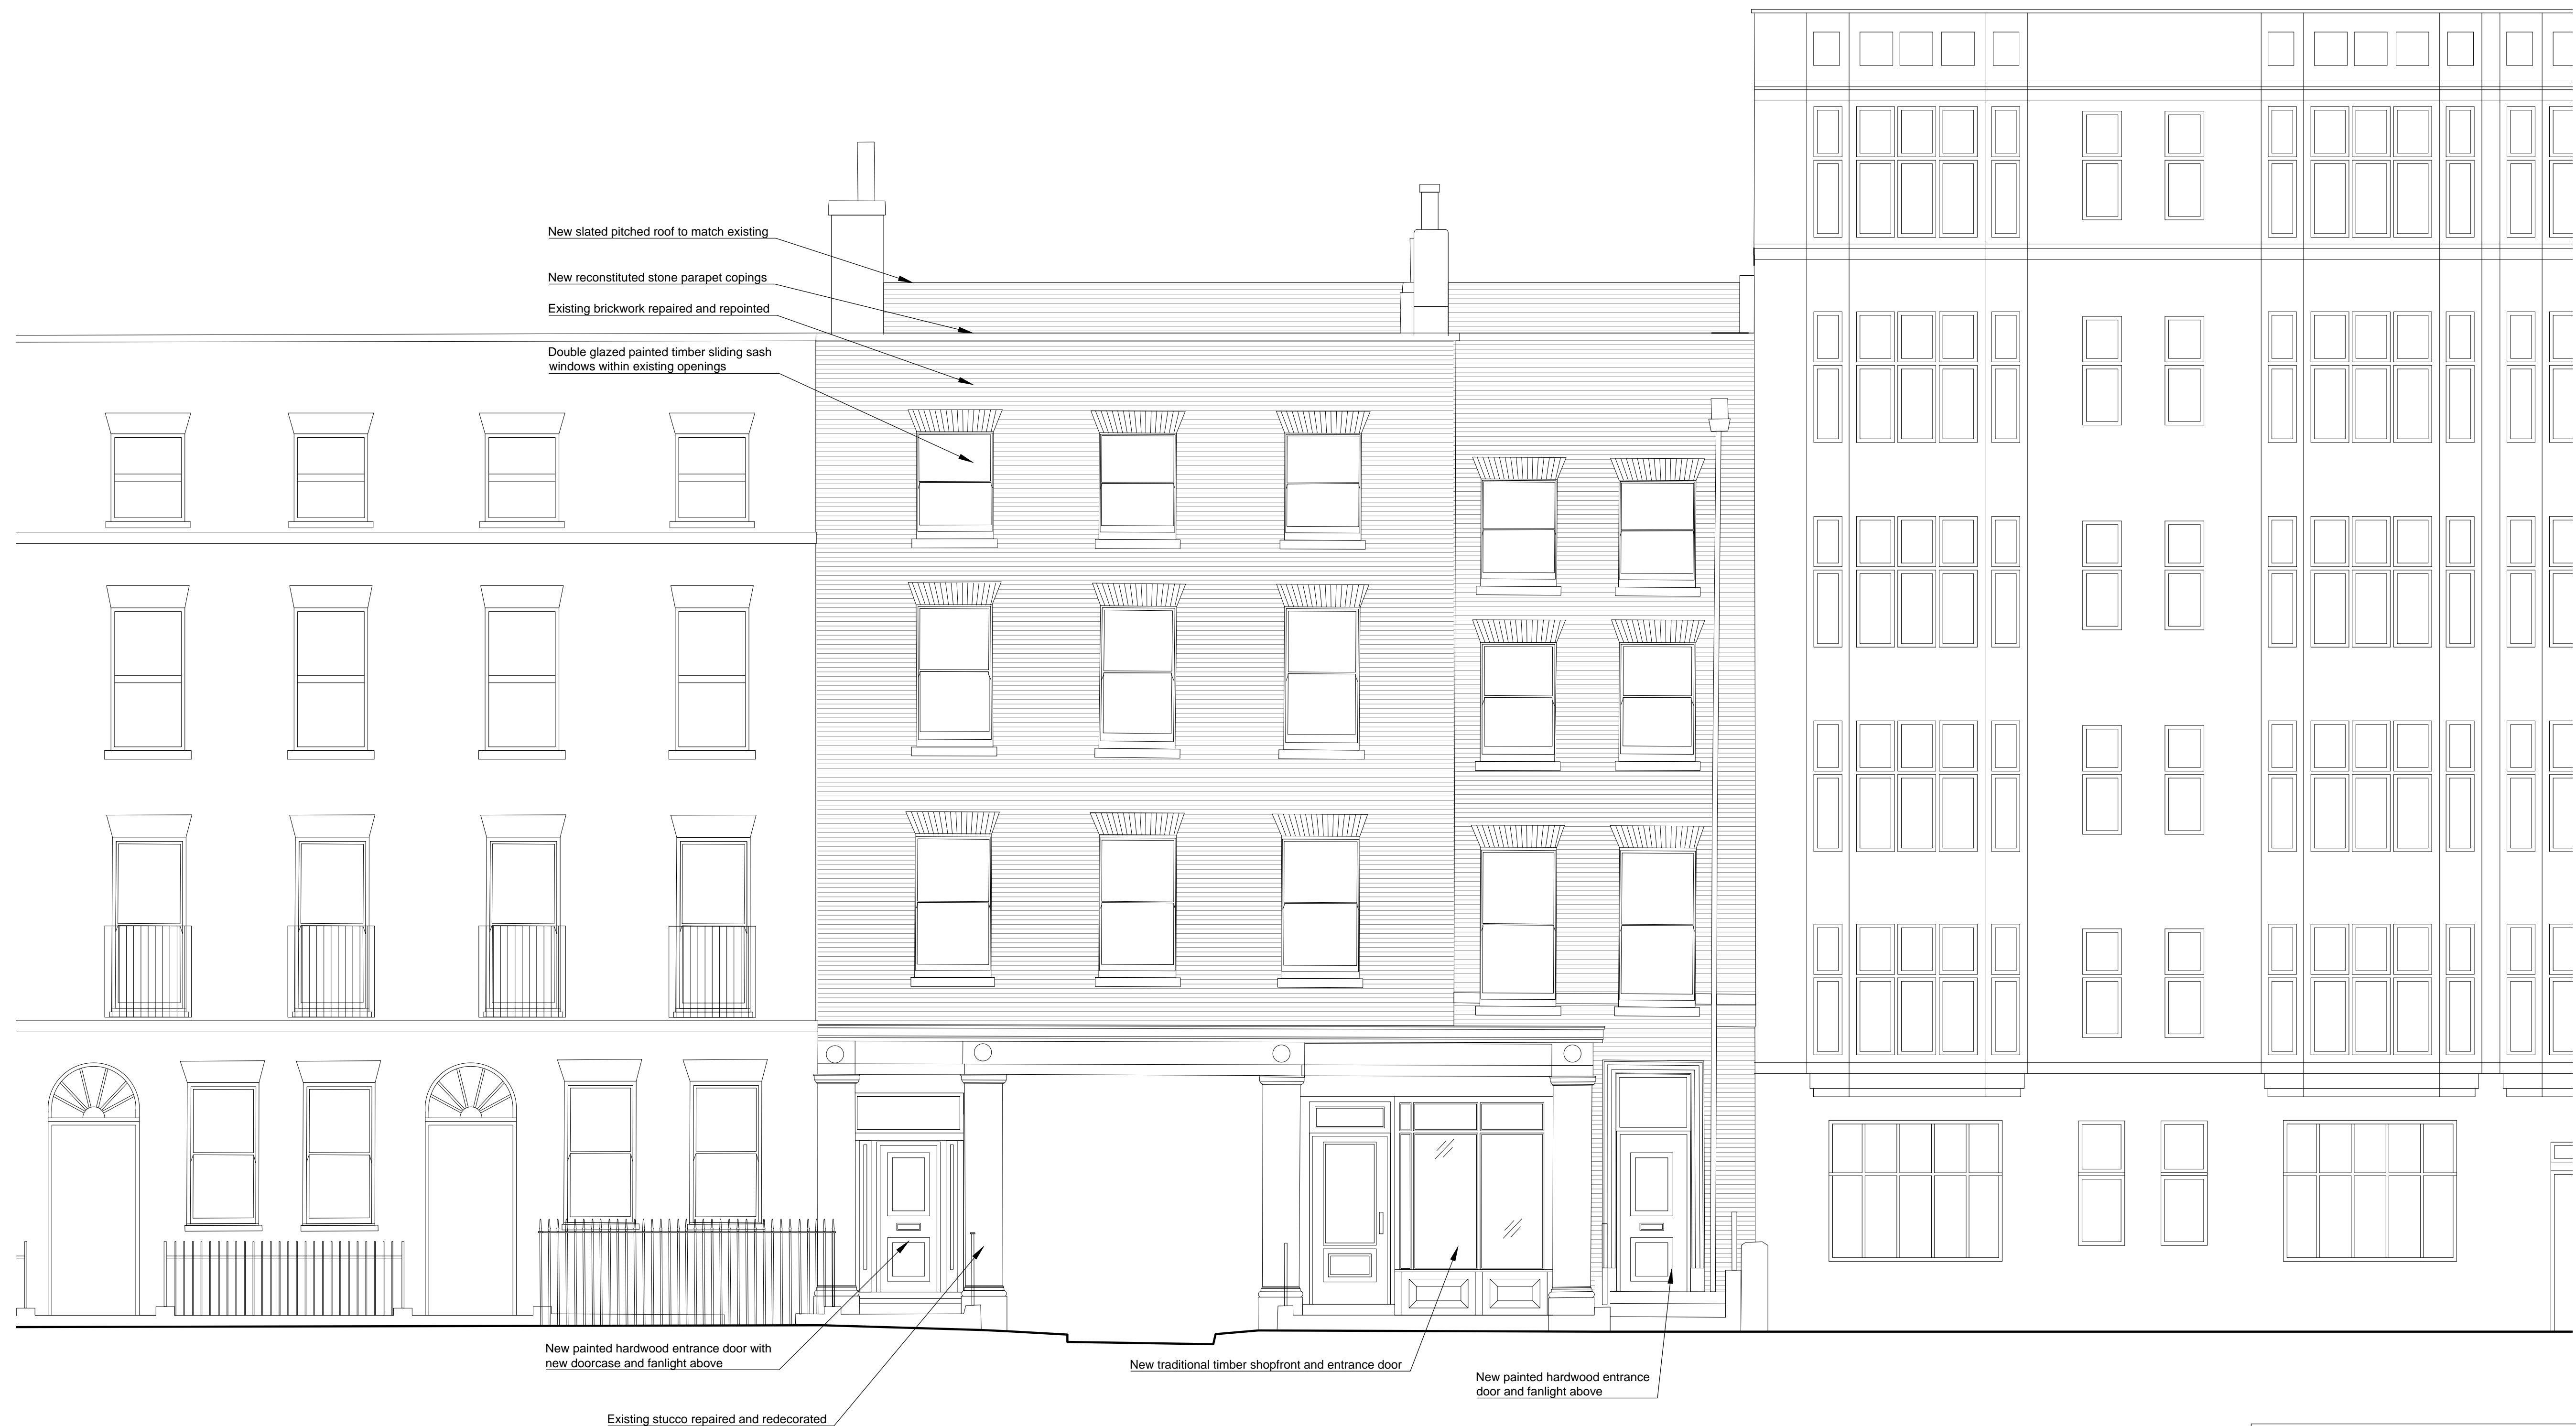 New slated pitched roof to match existing
New reconstituted stone parapet copings
Existing brickwork repaired and repointed
Double glazed painted timber sliding sash
windows within existing openings
New painted hardwood entrance door with
new doorcase and fanlight above
New traditional timber shopfront and entrance door
New painted hardwood entrance
door and fanlight above
Existing stucco repaired and redecorated